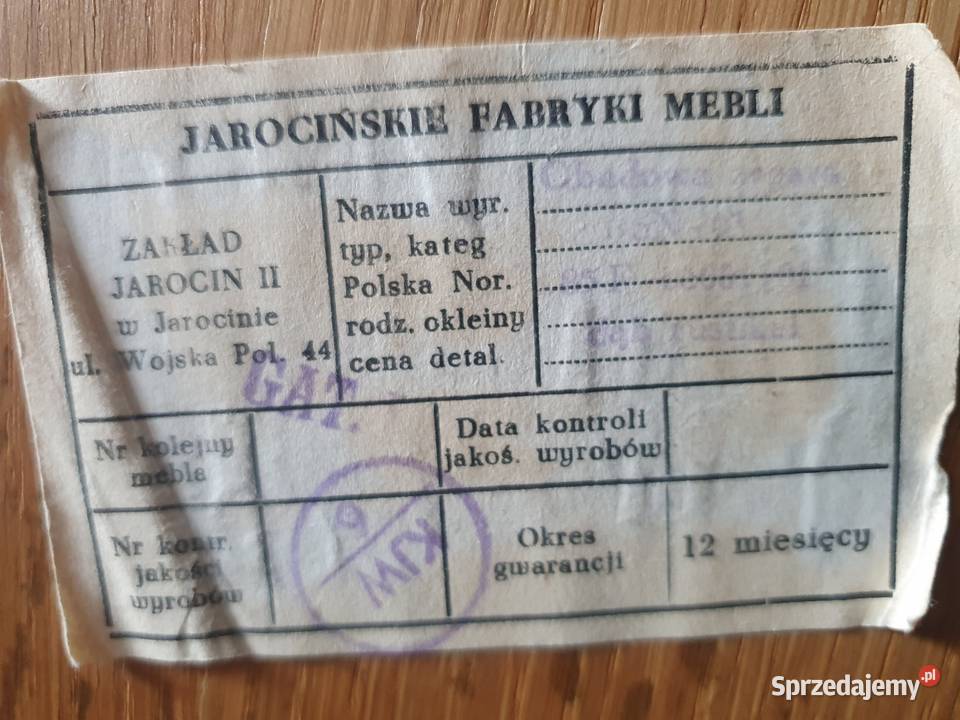 JAROCIŃSKIE FABRYKI MEBLI
ZAKŁAD
JAROCIN II
w Jarocinie
ul. Wojska Pol. 44
Nazwa wyr.
typ, kateg
Polska Nor.
rodz. okleiny
cena detal.
GAT.
Nr kolejny
mebla
Data kontroli
jakoś. wyrobów
Nr kontr.
jakości
wyrobów
6
KJW
Okres
gwarancji
12 miesięcy
Sprzedajemy.pl